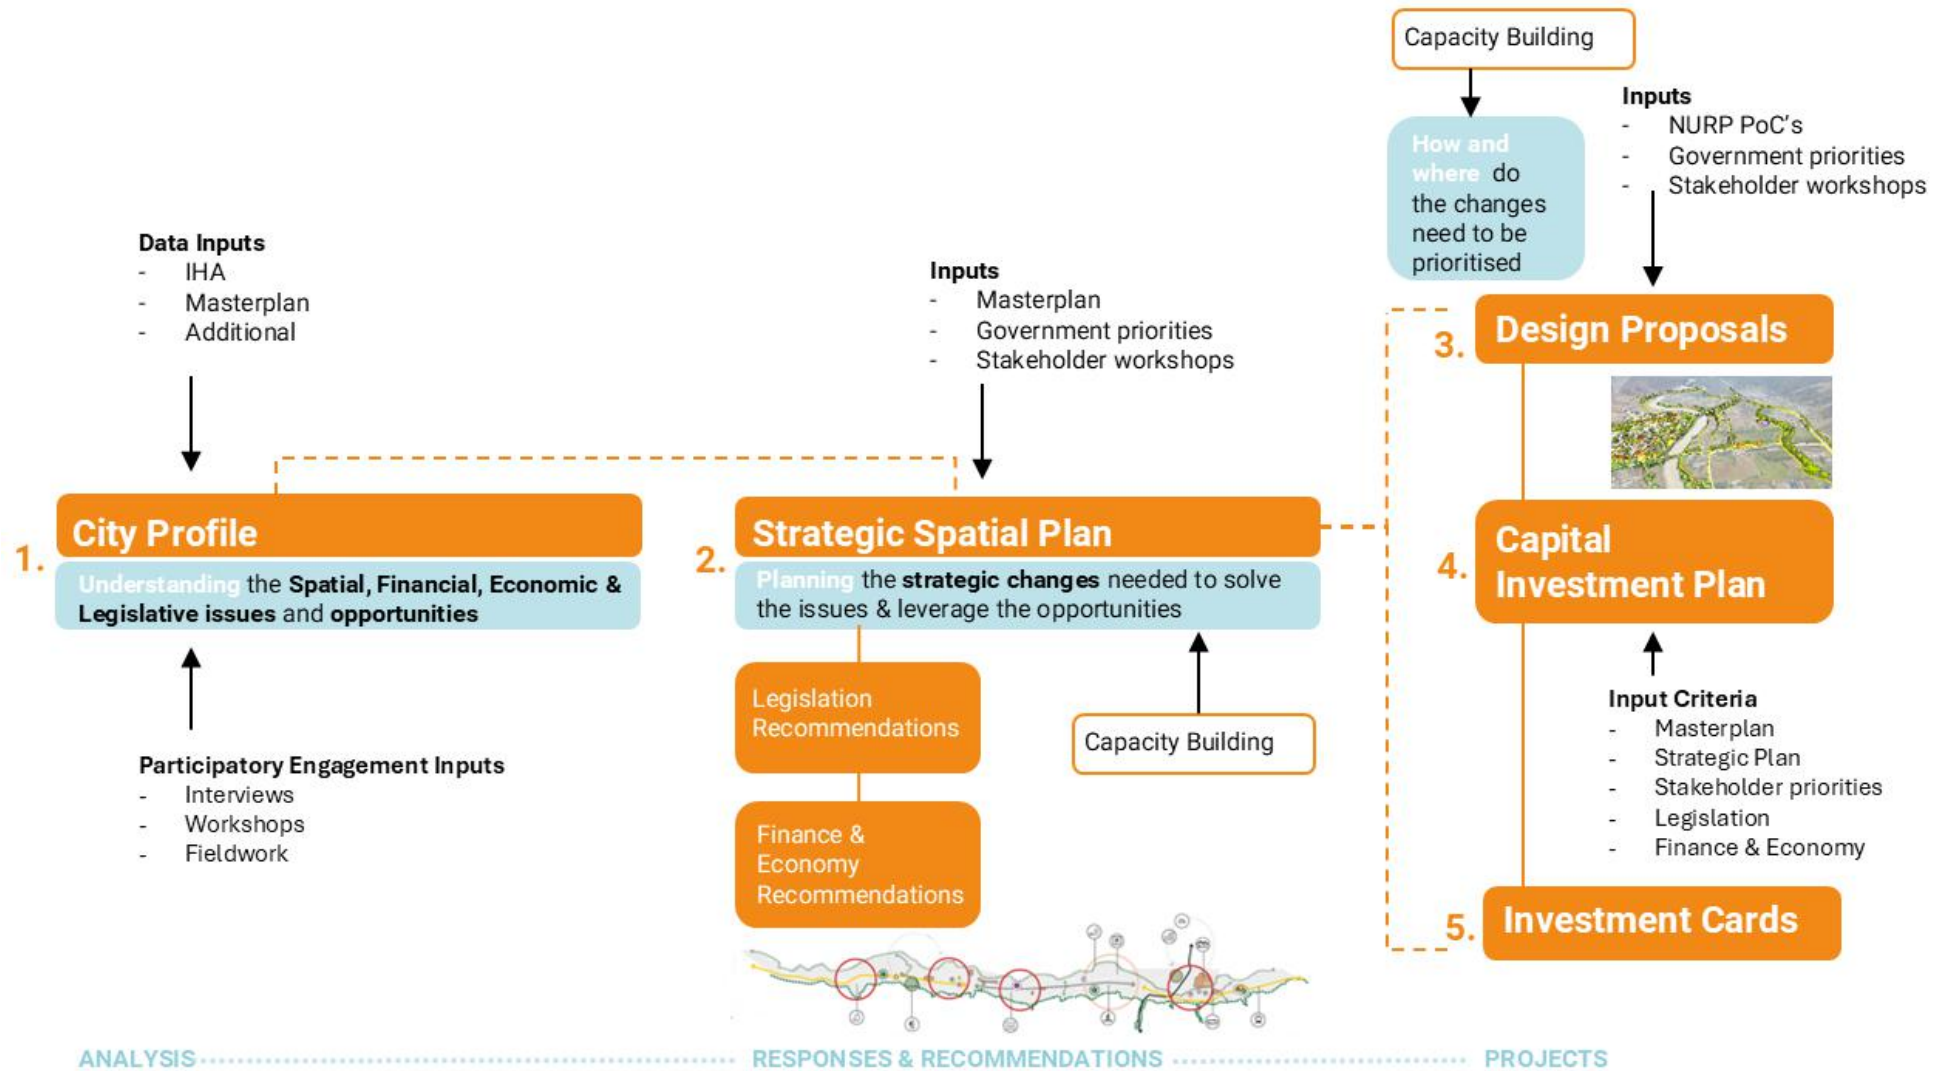 Capacity Building
Inputs
- NURP PoC's
- Government priorities
- Stakeholder workshops
How and
where do
the changes
need to be
prioritised
Data Inputs
- IHA
- Masterplan
- Additional
Inputs
- Masterplan
- Government priorities
- Stakeholder workshops
3.
Design Proposals
1.
City Profile
Understanding the Spatial, Financial, Economic &
Legislative issues and opportunities
2.
Strategic Spatial Plan
Planning the strategic changes needed to solve
the issues & leverage the opportunities
4.
Capital
Investment Plan
Legislation
Recommendations
Capacity Building
Input Criteria
- Masterplan
- Strategic Plan
- Stakeholder priorities
- Legislation
- Finance & Economy
Participatory Engagement Inputs
- Interviews
- Workshops
- Fieldwork
Finance &
Economy
Recommendations
5.
Investment Cards
ANALYSIS
RESPONSES & RECOMMENDATIONS
PROJECTS